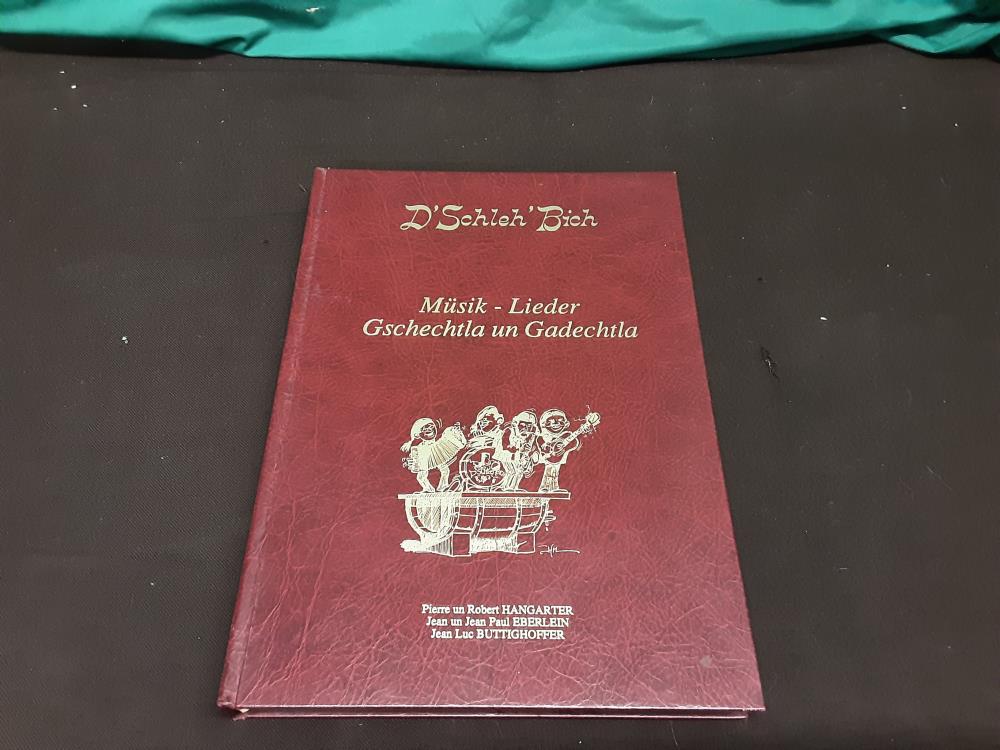 D'Schleh' Bich
Müsik - Lieder
Gschechtla un Gadechtla
Pierre un Robert HANGARTER
Jean un Jean Paul EBERLEIN
Jean Luc BUTTIGHOFFER